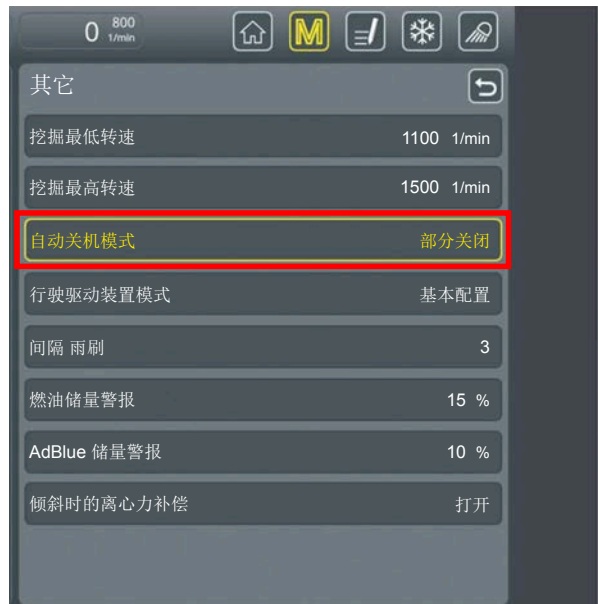 0 800 1/min
其它
挖掘最低转速 1100 1/min
挖掘最高转速 1500 1/min
自动关机模式 部分关闭
行驶驱动装置模式 基本配置
间隔 雨刷 3
燃油储量警报 15 %
AdBlue 储量警报 10 %
倾斜时的离心力补偿 打开